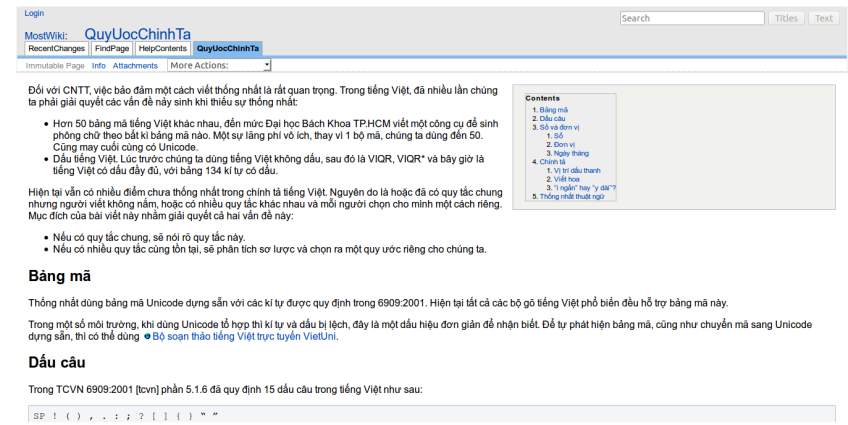 Login
Search
Titles
Text
MostWiki: QuyUocChinhTa
RecentChanges FindPage HelpContents QuyUocChinhTa
Immutable Page Info Attachments More Actions:
Đối với CNTT, việc bảo đảm một cách viết thống nhất là rất quan trọng. Trong tiếng Việt, đã nhiều lần chúng
ta phải giải quyết các vấn đề nảy sinh khi thiếu sự thống nhất:
Hơn 50 bảng mã tiếng Việt khác nhau, đến mức Đại học Bách Khoa TP.HCM viết một công cụ để sinh
phông chữ theo bất kì bảng mã nào. Một sự lãng phí vô ích, thay vì 1 bộ mã, chúng ta dùng đến 50.
Cũng may cuối cùng có Unicode.
Dấu tiếng Việt. Lúc trước chúng ta dùng tiếng Việt không dấu, sau đó là VIQR, VIQR* và bây giờ là
tiếng Việt có dấu đầy đủ, với bảng 134 kí tự có dấu.
Hiện tại vẫn có nhiều điểm chưa thống nhất trong chính tả tiếng Việt. Nguyên do là hoặc đã có quy tắc chung
nhưng người viết không nắm, hoặc có nhiều quy tắc khác nhau và mỗi người chọn cho mình một cách riêng.
Mục đích của bài viết này nhằm giải quyết cả hai vấn đề này:
Nếu có quy tắc chung, sẽ nói rõ quy tắc này.
Nếu có nhiều quy tắc cùng tồn tại, sẽ phân tích sơ lược và chọn ra một quy ước riêng cho chúng ta.
Contents
1. Bảng mã
2. Dấu câu
3. Số và đơn vị
1. Số
2. Đơn vị
3. Ngày tháng
4. Chính tả
1. Vị trí dấu thanh
2. Viết hoa
3. "i ngắn" hay "y dài"?
5. Thống nhất thuật ngữ
Bảng mã
Thống nhất dùng bảng mã Unicode dựng sẵn với các kí tự được quy định trong 6909:2001. Hiện tại tất cả các bộ gõ tiếng Việt phổ biến đều hỗ trợ bảng mã này.
Trong một số môi trường, khi dùng Unicode tổ hợp thì kí tự và dấu bị lệch, đây là một dấu hiệu đơn giản để nhận biết. Để tự phát hiện bảng mã, cũng như chuyển mã sang Unicode
dựng sẵn, thì có thể dùng Bộ soạn thảo tiếng Việt trực tuyến VietUni.
Dấu câu
Trong TCVN 6909:2001 [tcvn] phần 5.1.6 đã quy định 15 dấu câu trong tiếng Việt như sau:
SP ! ( ) , . : ; ? [ ] { } “ ”